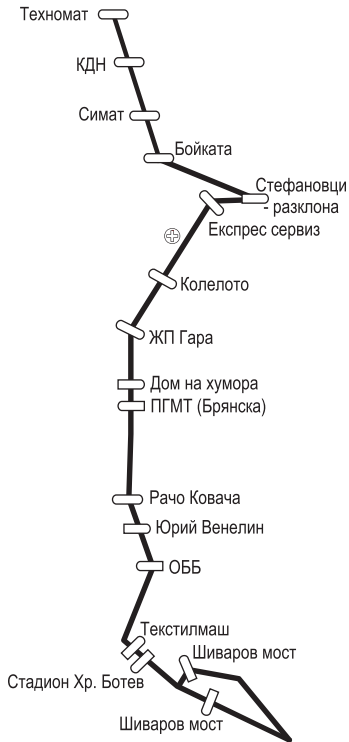 Техномат
КДН
Симат
Бойката
Стефановци
- разклона
Експрес сервиз
Колелото
ЖП Гара
Дом на хумора
ПГМТ (Брянска)
Рачо Ковача
Юрий Венелин
ОББ
Текстилмаш
Шиваров мост
Стадион Хр. Ботев
Шиваров мост